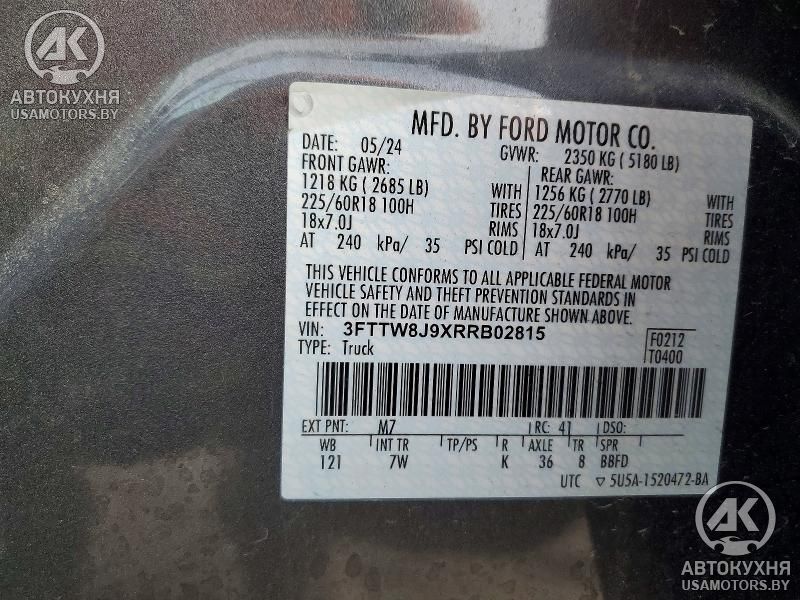 AK
АВТОКУХНЯ
USAMOTORS.BY
MFD. BY FORD MOTOR CO.
DATE: 05/24 GVWR: 2350 KG ( 5180 LB)
FRONT GAWR: REAR GAWR:
1218 KG ( 2685 LB) WITH 1256 KG ( 2770 LB) WITH
225/60R18 100H TIRES 225/60R18 100H TIRES
18x7.0J RIMS 18x7.0J RIMS
AT 240 kPa/ 35 PSI COLD AT 240 kPa/ 35 PSI COLD
THIS VEHICLE CONFORMS TO ALL APPLICABLE FEDERAL MOTOR
VEHICLE SAFETY AND THEFT PREVENTION STANDARDS IN
EFFECT ON THE DATE OF MANUFACTURE SHOWN ABOVE.
VIN: 3FTTW8J9XRRB02815 F0212
TYPE: Truck T0400
EXT PNT: M7 RC: 41 DSO:
WB INT TR TP/PS R AXLE TR SPR
121 7W K 36 8 BBFD
UTC ▽ 5U5A-1520472-BA
AK
АВТОКУХНЯ
USAMOTORS.BY